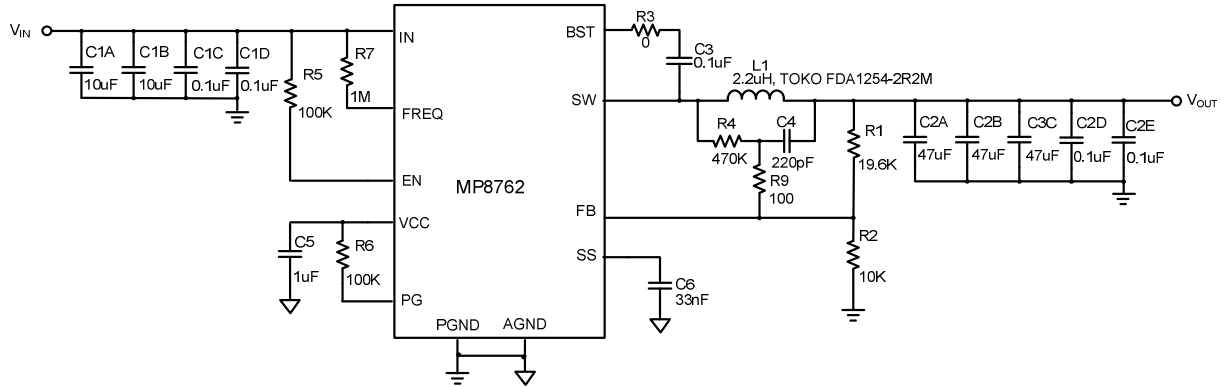 VIN
C1A
10uF
C1B
10uF
C1C
0.1uF
C1D
0.1uF
R5
100K
R7
1M
C5
1uF
R6
100K
IN
FREQ
EN
VCC
PG
MP8762
PGND
AGND
BST
SW
FB
SS
R3
0
C3
0.1uF
L1
2.2uH, TOKO FDA1254-2R2M
R4
470K
C4
220pF
R9
100
R1
19.6K
R2
10K
C6
33nF
C2A
47uF
C2B
47uF
C3C
47uF
C2D
0.1uF
C2E
0.1uF
VOUT